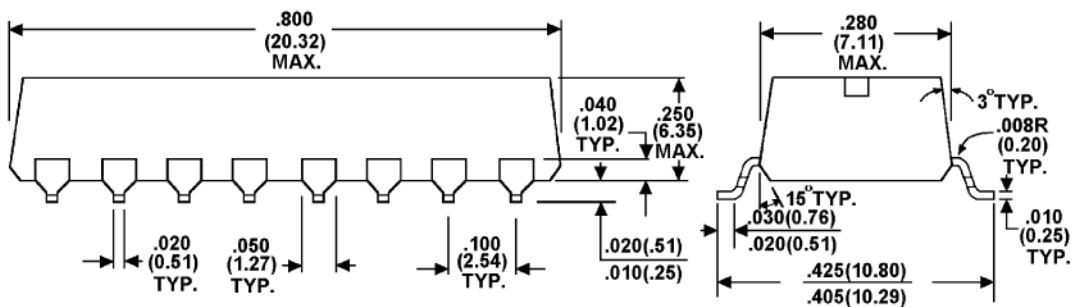 .800
(20.32)
MAX.
.280
(7.11)
MAX.
.040
(1.02)
TYP.
.250
(6.35)
MAX.
3°TYP.
.008R
(0.20)
TYP.
15°TYP.
.020
(0.51)
TYP.
.050
(1.27)
TYP.
.100
(2.54)
TYP.
.020(.51)
.010(.25)
.030(0.76)
.020(0.51)
.010
(0.25)
TYP.
.425(10.80)
.405(10.29)